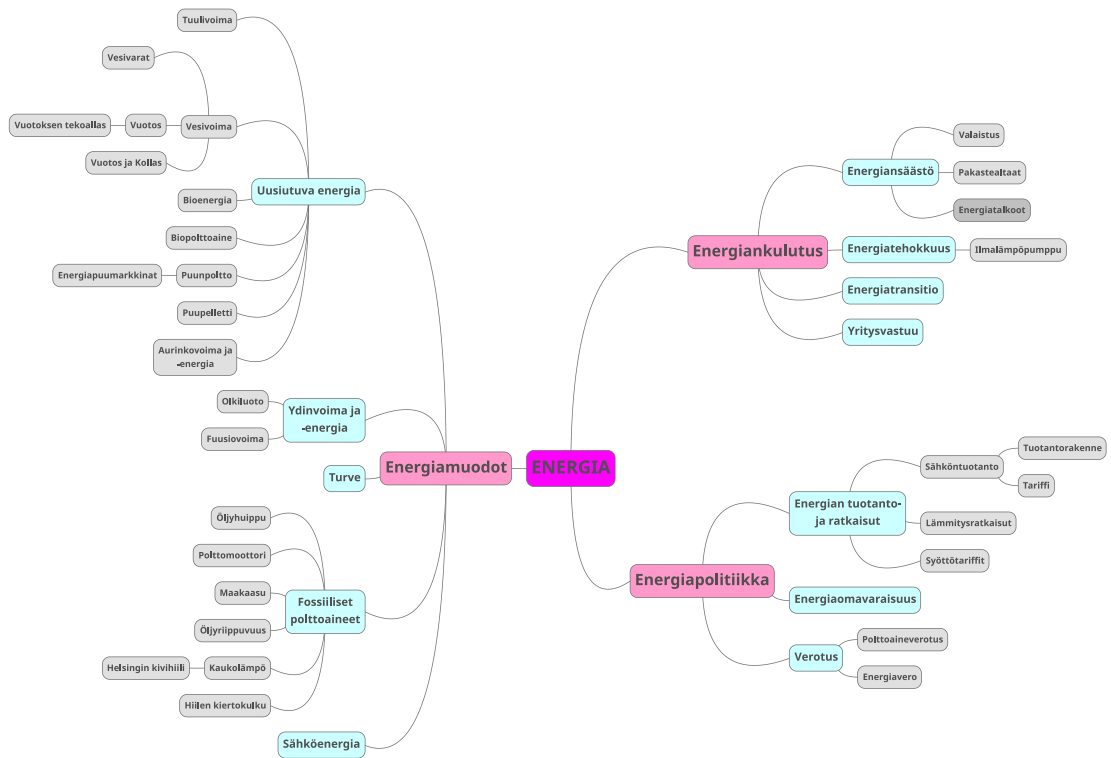 ENERGIA
Energiamuodot
Uusiutuva energia
Tuulivoima
Vesivoima
Vesivarat
Vuotos
Vuotoksen tekoallas
Vuotos ja Kollas
Bioenergia
Biopolttoaine
Puunpoltto
Energiapuumarkkinat
Puupelletti
Aurinkovoima ja
-energia
Ydinvoima ja
-energia
Olkiluoto
Fuusiovoima
Turve
Fossiiliset
polttoaineet
Öljyhuippu
Polttomoottori
Maakaasu
Öljyriippuvuus
Kaukolämpö
Helsingin kivihiili
Hiilen kiertokulku
Sähköenergia
Energiankulutus
Energiansäästö
Valaistus
Pakastealtaat
Energiatalkoot
Energiatehokkuus
Ilmalämpöpumppu
Energiatransitio
Yritysvastuu
Energiapolitiikka
Energian tuotanto-
ja ratkaisut
Sähköntuotanto
Tuotantorakenne
Tariffi
Lämmitysratkaisut
Syöttötariffit
Energiaomavaraisuus
Verotus
Polttoaineverotus
Energiavero